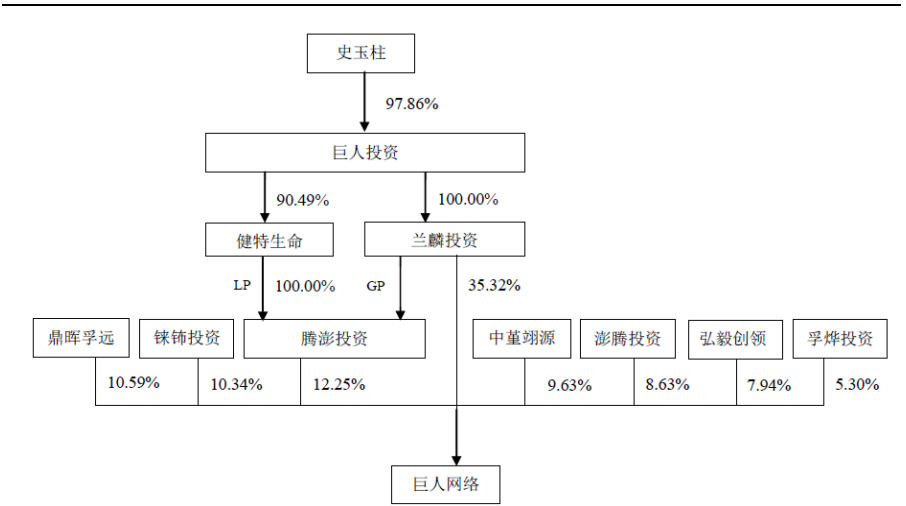 史玉柱
97.86%
巨人投资
90.49%
100.00%
健特生命
兰麟投资
LP
100.00%
GP
35.32%
鼎晖孚远
铼钸投资
腾澎投资
中堇翊源
澎腾投资
弘毅创领
孚烨投资
10.59%
10.34%
12.25%
9.63%
8.63%
7.94%
5.30%
巨人网络